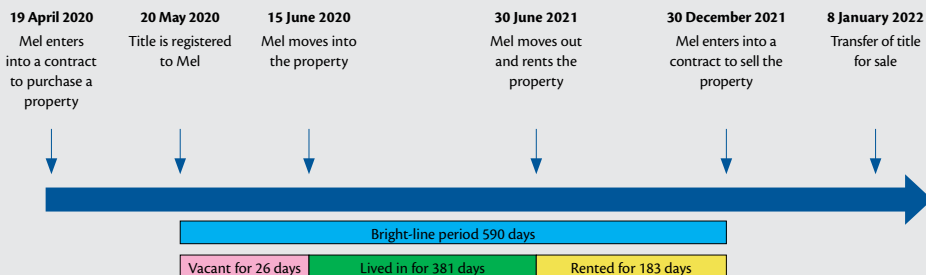 19 April 2020
Mel enters
into a contract
to purchase a
property
20 May 2020
Title is registered
to Mel
15 June 2020
Mel moves into
the property
30 June 2021
Mel moves out
and rents the
property
30 December 2021
Mel enters into a
contract to sell the
property
8 January 2022
Transfer of title
for sale
Bright-line period 590 days
Vacant for 26 days
Lived in for 381 days
Rented for 183 days